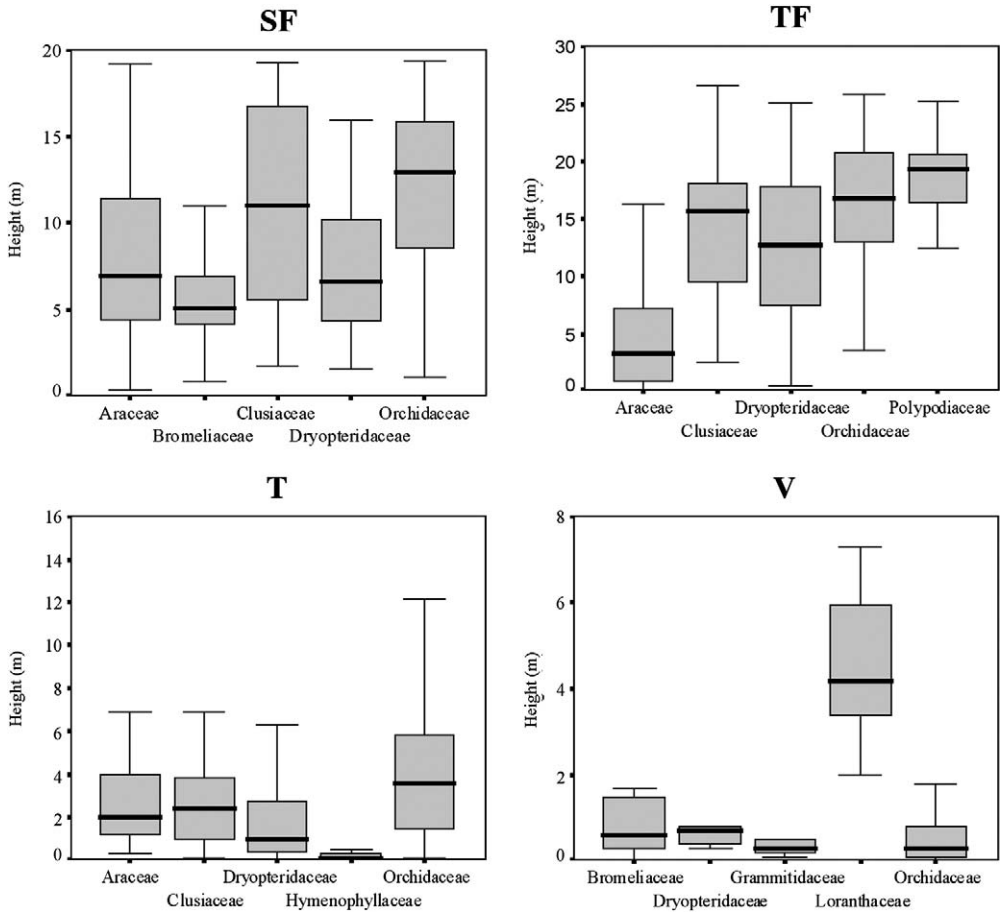 SF
20
15
10
5
0
Height (m)
Araceae
Bromeliaceae
Clusiaceae
Dryopteridaceae
Orchidaceae
TF
30
25
20
15
10
5
0
Height (m)
Araceae
Clusiaceae
Dryopteridaceae
Orchidaceae
Polypodiaceae
T
16
14
12
10
8
6
4
2
0
Height (m)
Araceae
Clusiaceae
Dryopteridaceae
Hymenophyllaceae
Orchidaceae
V
8
6
4
2
0
Height (m)
Bromeliaceae
Dryopteridaceae
Grammitidaceae
Loranthaceae
Orchidaceae